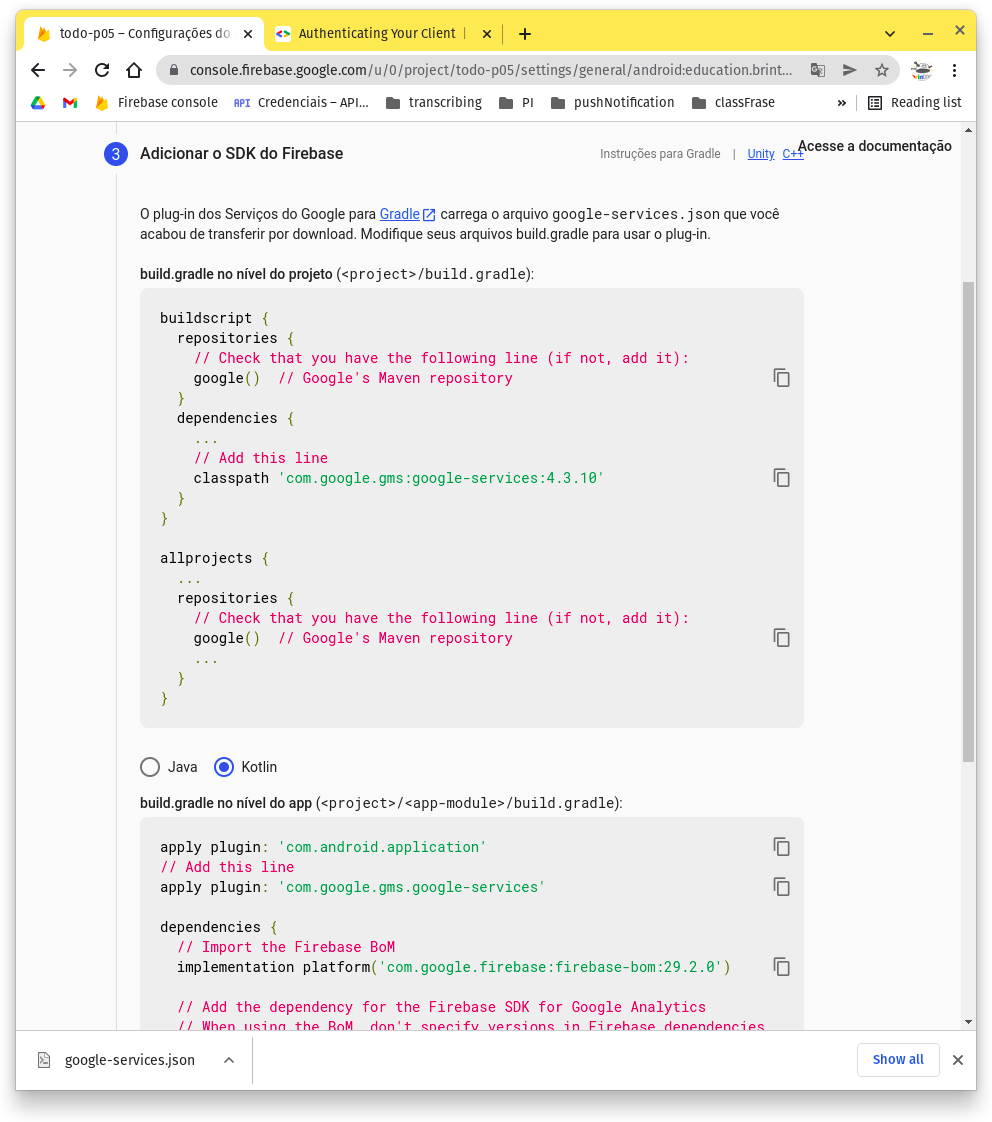 todo-p05 – Configurações do
Authenticating Your Client
console.firebase.google.com/u/0/project/todo-p05/settings/general/android:education.brint...
Firebase console
API Credenciais – API...
transcribing
PI
pushNotification
classFrase
»
Reading list
3 Adicionar o SDK do Firebase
Instruções para Gradle | Unity C++
Acesse a documentação
O plug-in dos Serviços do Google para Gradle carrega o arquivo google-services.json que você
acabou de transferir por download. Modifique seus arquivos build.gradle para usar o plug-in.
build.gradle no nível do projeto (<project>/build.gradle):
buildscript {
  repositories {
    // Check that you have the following line (if not, add it):
    google()  // Google's Maven repository
  }
  dependencies {
    ...
    // Add this line
    classpath 'com.google.gms:google-services:4.3.10'
  }
}
allprojects {
  ...
  repositories {
    // Check that you have the following line (if not, add it):
    google()  // Google's Maven repository
    ...
  }
}
Java
Kotlin
build.gradle no nível do app (<project>/<app-module>/build.gradle):
apply plugin: 'com.android.application'
// Add this line
apply plugin: 'com.google.gms.google-services'
dependencies {
  // Import the Firebase BoM
  implementation platform('com.google.firebase:firebase-bom:29.2.0')
  // Add the dependency for the Firebase SDK for Google Analytics
  // When using the BoM, don't specify versions in Firebase dependencies
google-services.json
Show all